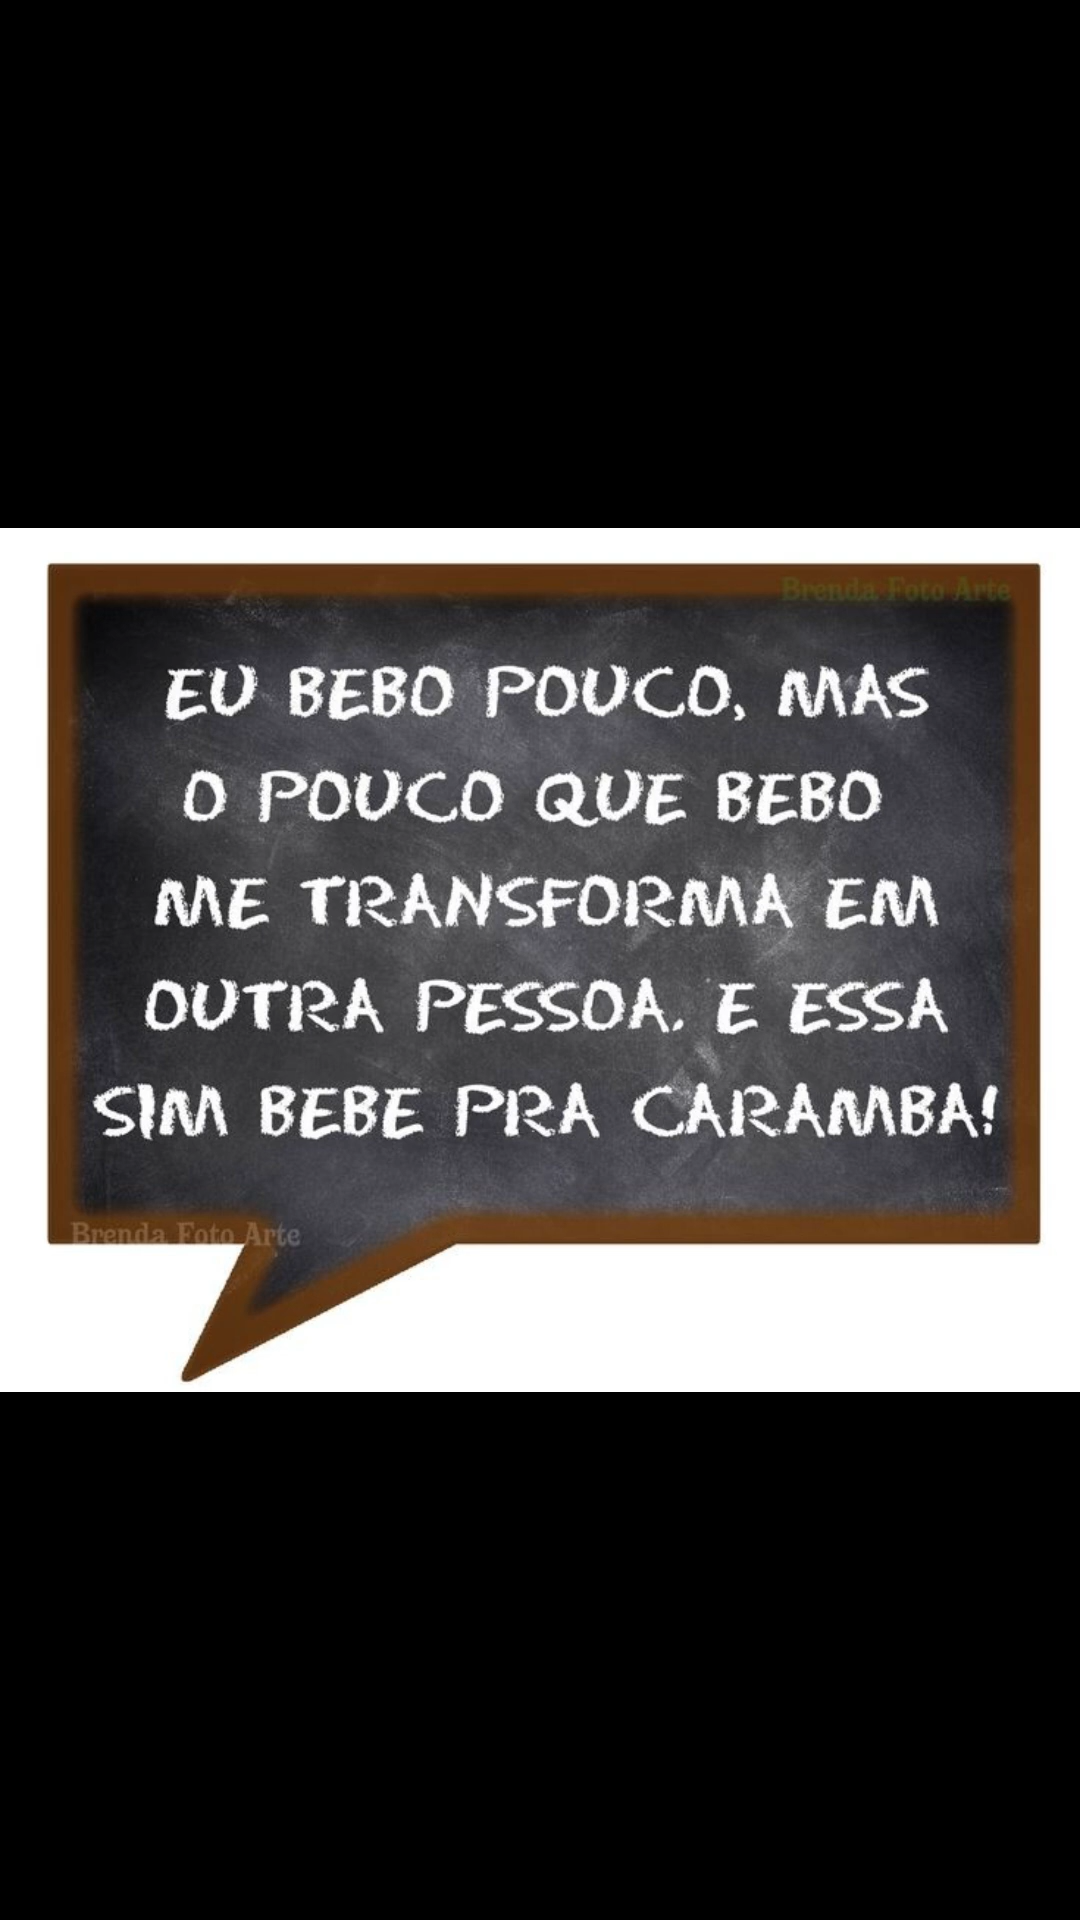 Brenda Foto Arte
EU BEBO POUCO, MAS
O POUCO QUE BEBO
ME TRANSFORMA EM
OUTRA PESSOA. E ESSA
SIM BEBE PRA CARAMBA!
Brenda Foto Arte